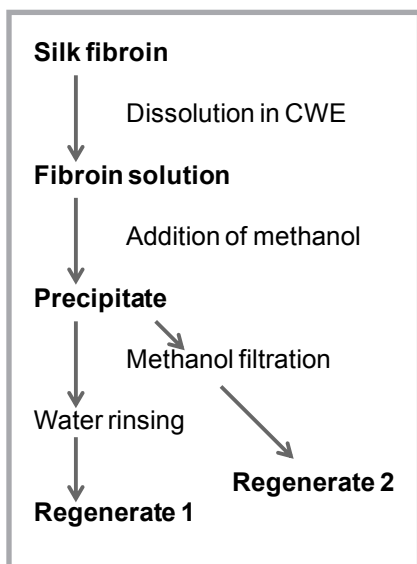 Silk fibroin
Dissolution in CWE
Fibroin solution
Addition of methanol
Precipitate
Methanol filtration
Water rinsing
Regenerate 2
Regenerate 1